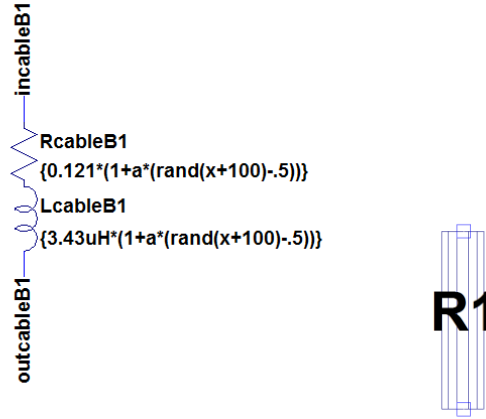 incableB1
RcableB1
{0.121*(1+a*(rand(x+100)-.5))}
LcableB1
{3.43uH*(1+a*(rand(x+100)-.5))}
outcableB1
R1